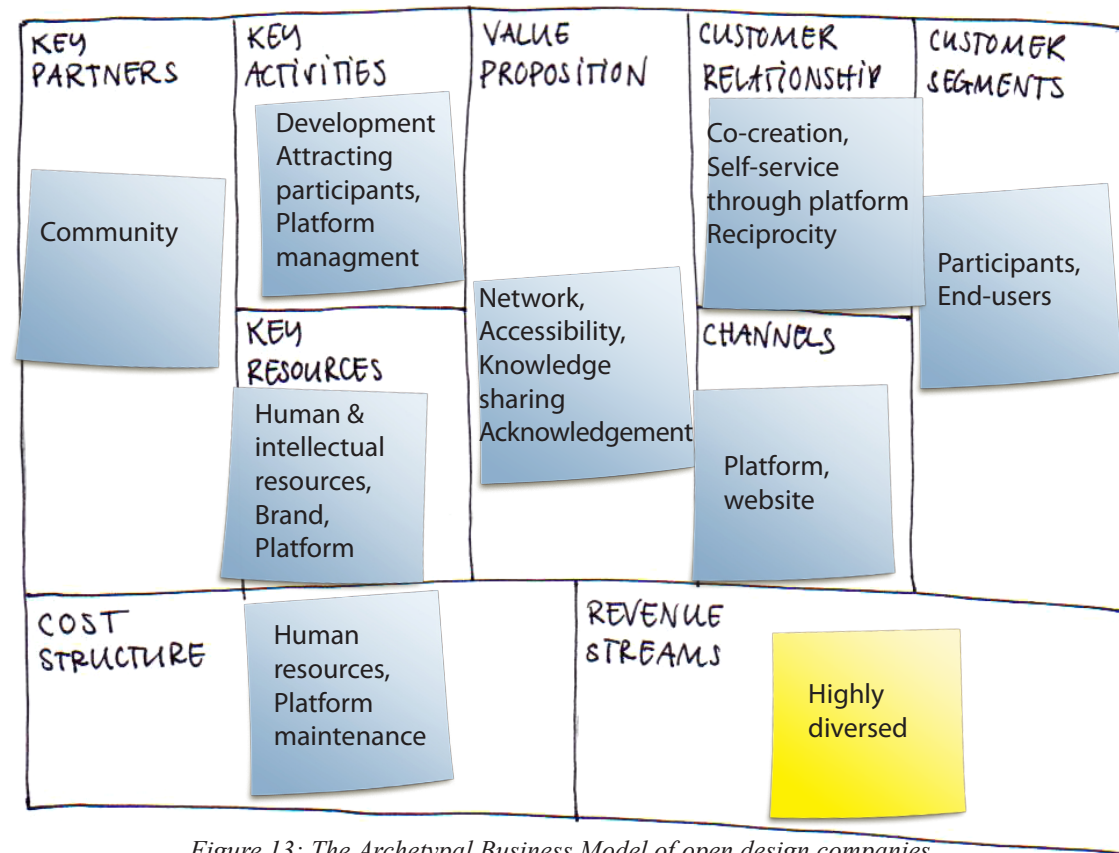 KEY
PARTNERS
Community
KEY
ACTIVITIES
Development
Attracting
participants,
Platform
managment
KEY
RESOURCES
Human &
intellectual
resources,
Brand,
Platform
VALUE
PROPOSITION
Network,
Accessibility,
Knowledge
sharing
Acknowledgement
CUSTOMER
RELATIONSHIP
Co-creation,
Self-service
through platform
Reciprocity
CHANNELS
Platform,
website
CUSTOMER
SEGMENTS
Participants,
End-users
COST
STRUCTURE
Human
resources,
Platform
maintenance
REVENUE
STREAMS
Highly
diversed
Figure 13: The Archetypal Business Model of open design companies